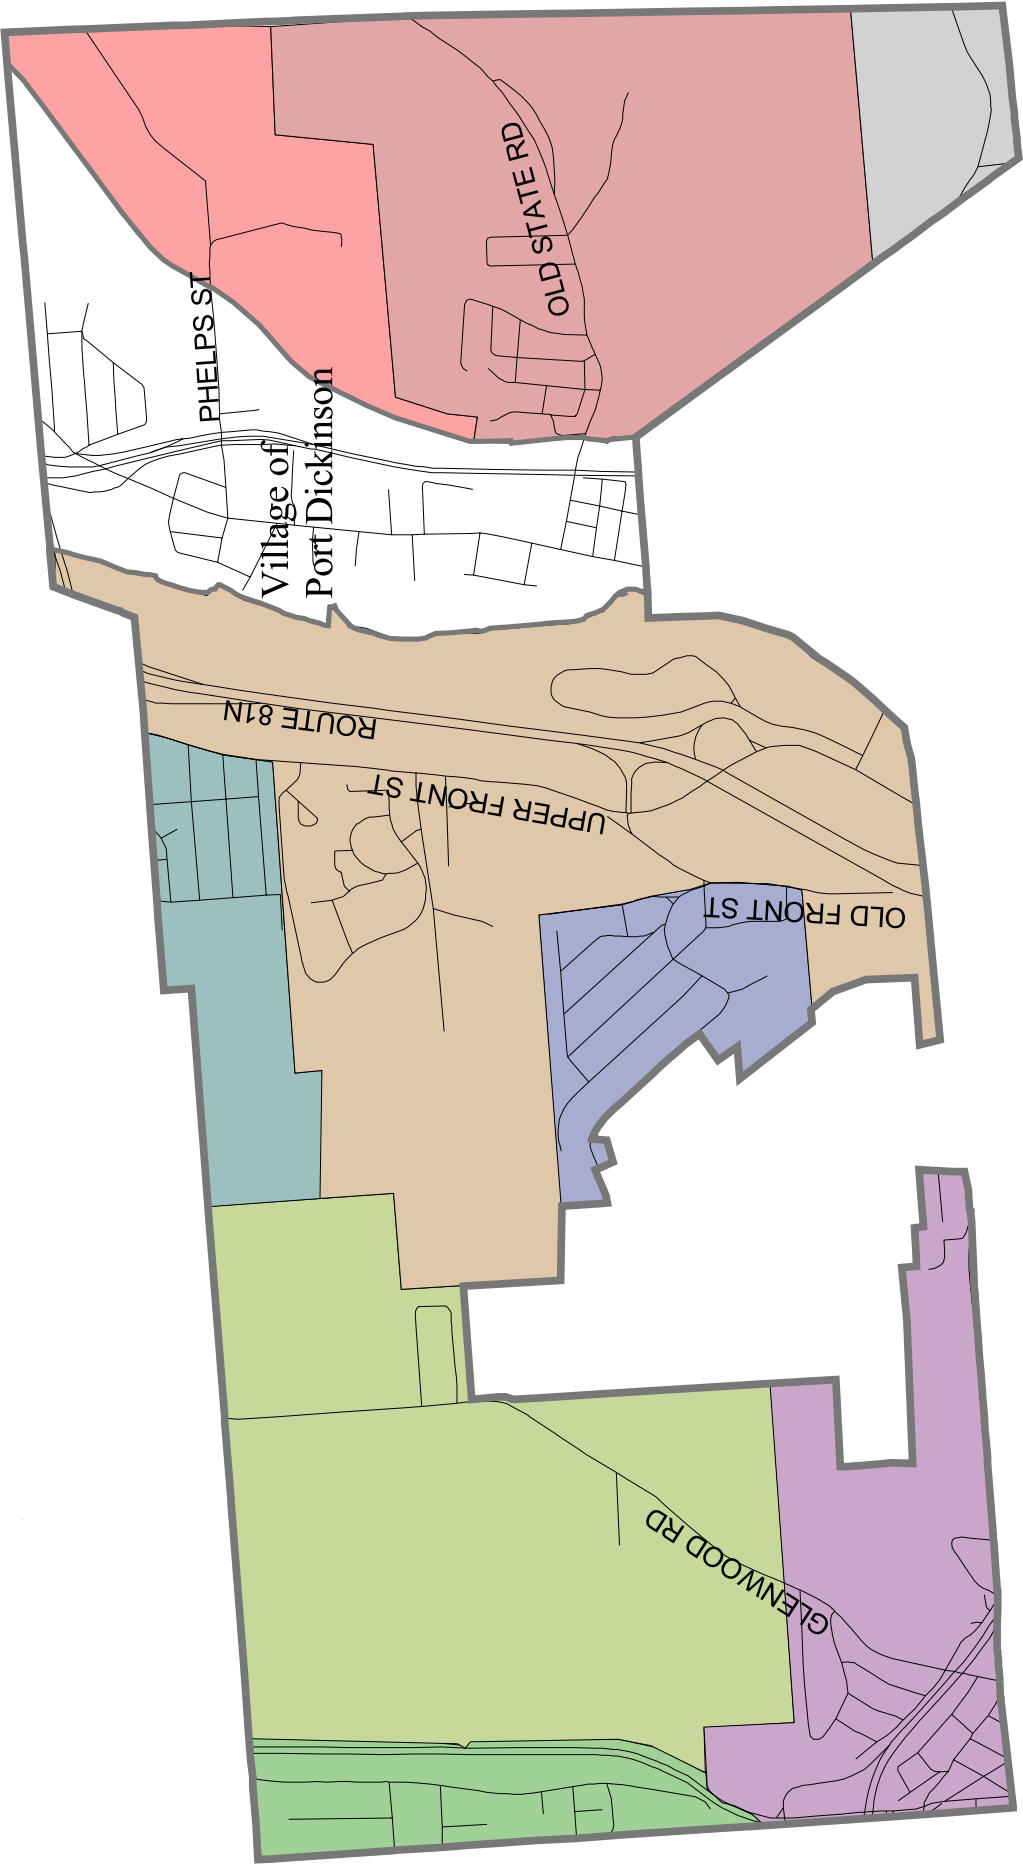 OLD STATE RD
PHELPS ST
Village of
Port Dickinson
ROUTE 81N
UPPER FRONT ST
OLD FRONT ST
GLENWOOD RD